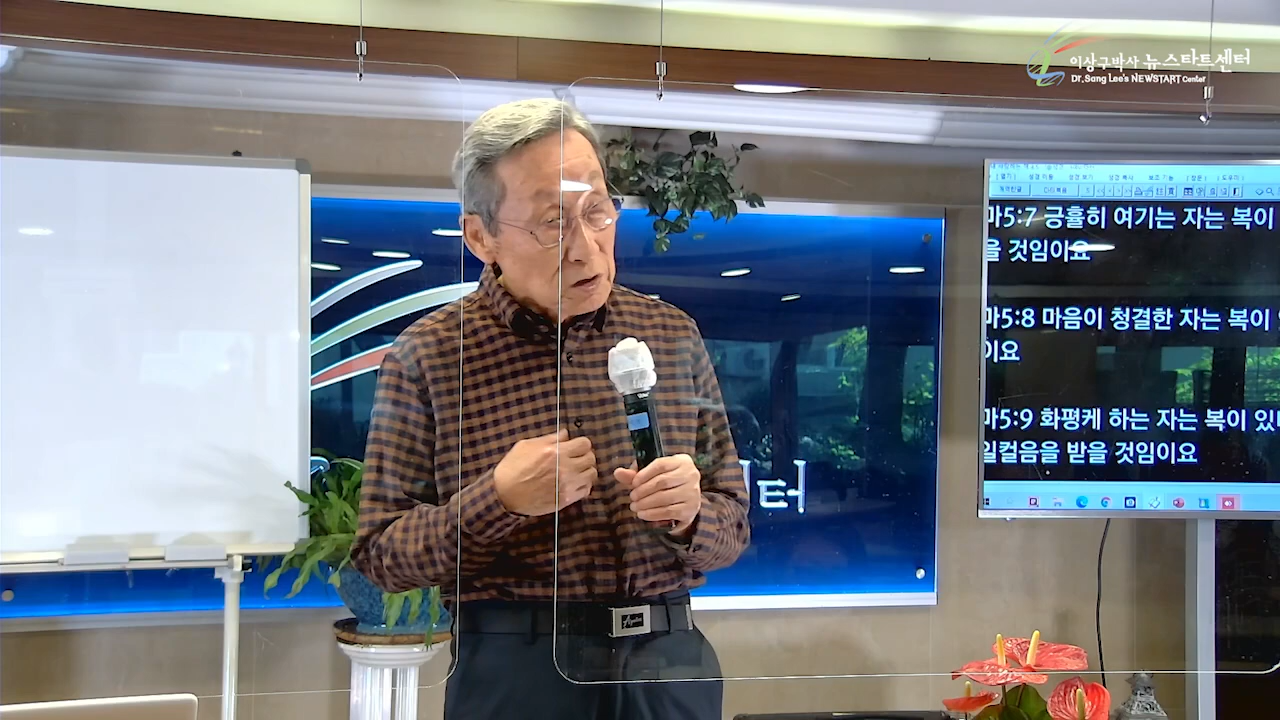 이상구박사 뉴스타트센터
Dr. Sang Lee's NEWSTART Center
마5:7 긍휼히 여기는 자는 복이
을 것임이요
마5:8 마음이 청결한 자는 복이
이요
마5:9 화평케 하는 자는 복이 있
일컬음을 받을 것임이요
터